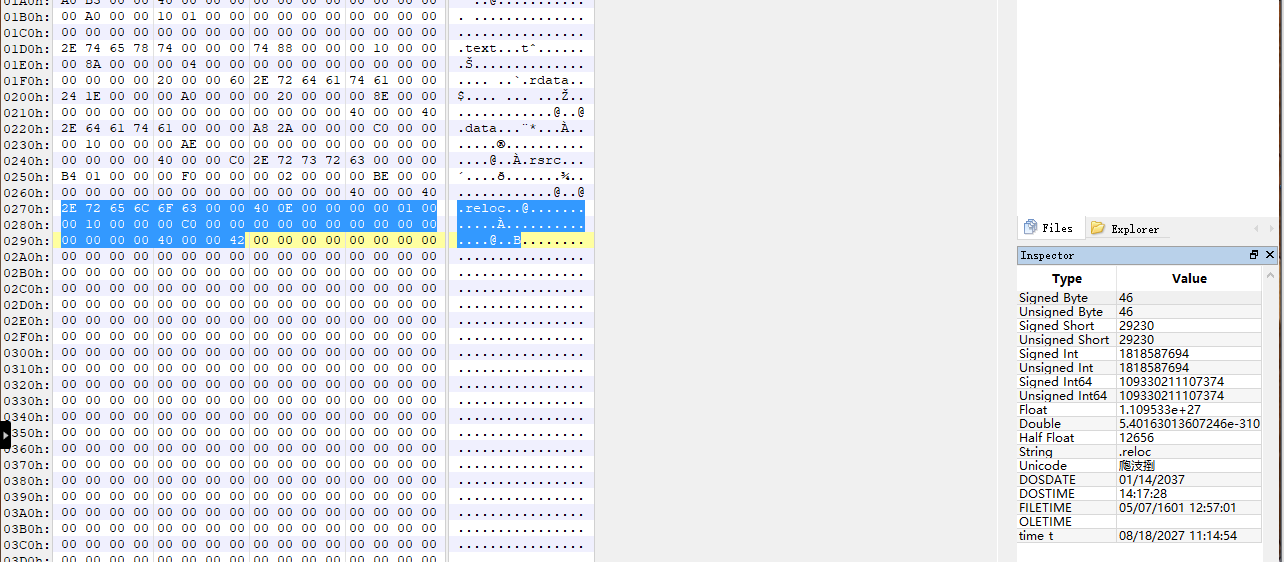 01B0h: 00 A0 00 00 10 01 00 00 00 00 00 00 00 00 00 00 . ..............
01C0h: 00 00 00 00 00 00 00 00 00 00 00 00 00 00 00 00 ................
01D0h: 2E 74 65 78 74 00 00 00 74 88 00 00 00 10 00 00 .text...tˆ......
01E0h: 00 8A 00 00 00 04 00 00 00 00 00 00 00 00 00 00 .Š..............
01F0h: 00 00 00 00 20 00 00 60 2E 72 64 61 74 61 00 00 .... ..`.rdata..
0200h: 24 1E 00 00 00 A0 00 00 00 20 00 00 00 8E 00 00 $.... ... ...Ž..
0210h: 00 00 00 00 00 00 00 00 00 00 00 00 40 00 00 40 ............@..@
0220h: 2E 64 61 74 61 00 00 00 A8 2A 00 00 00 C0 00 00 .data...¨*...À..
0230h: 00 10 00 00 00 AE 00 00 00 00 00 00 00 00 00 00 .....®..........
0240h: 00 00 00 00 40 00 00 C0 2E 72 73 72 63 00 00 00 ....@..À.rsrc...
0250h: B4 01 00 00 00 F0 00 00 00 02 00 00 00 BE 00 00 ´....ð.......¾..
0260h: 00 00 00 00 00 00 00 00 00 00 00 00 40 00 00 40 ............@..@
0270h: 2E 72 65 6C 6F 63 00 00 40 0E 00 00 00 00 01 00 .reloc..@.......
0280h: 00 10 00 00 00 C0 00 00 00 00 00 00 00 00 00 00 .....À..........
0290h: 00 00 00 00 40 00 00 42 00 00 00 00 00 00 00 00 ....@..B........
02A0h: 00 00 00 00 00 00 00 00 00 00 00 00 00 00 00 00 ................
02B0h: 00 00 00 00 00 00 00 00 00 00 00 00 00 00 00 00 ................
02C0h: 00 00 00 00 00 00 00 00 00 00 00 00 00 00 00 00 ................
02D0h: 00 00 00 00 00 00 00 00 00 00 00 00 00 00 00 00 ................
02E0h: 00 00 00 00 00 00 00 00 00 00 00 00 00 00 00 00 ................
02F0h: 00 00 00 00 00 00 00 00 00 00 00 00 00 00 00 00 ................
0300h: 00 00 00 00 00 00 00 00 00 00 00 00 00 00 00 00 ................
0310h: 00 00 00 00 00 00 00 00 00 00 00 00 00 00 00 00 ................
0320h: 00 00 00 00 00 00 00 00 00 00 00 00 00 00 00 00 ................
0330h: 00 00 00 00 00 00 00 00 00 00 00 00 00 00 00 00 ................
0340h: 00 00 00 00 00 00 00 00 00 00 00 00 00 00 00 00 ................
0350h: 00 00 00 00 00 00 00 00 00 00 00 00 00 00 00 00 ................
0360h: 00 00 00 00 00 00 00 00 00 00 00 00 00 00 00 00 ................
0370h: 00 00 00 00 00 00 00 00 00 00 00 00 00 00 00 00 ................
0380h: 00 00 00 00 00 00 00 00 00 00 00 00 00 00 00 00 ................
0390h: 00 00 00 00 00 00 00 00 00 00 00 00 00 00 00 00 ................
03A0h: 00 00 00 00 00 00 00 00 00 00 00 00 00 00 00 00 ................
03B0h: 00 00 00 00 00 00 00 00 00 00 00 00 00 00 00 00 ................
03C0h: 00 00 00 00 00 00 00 00 00 00 00 00 00 00 00 00 ................
Files Explorer
Inspector
Type Value
Signed Byte 46
Unsigned Byte 46
Signed Short 29230
Unsigned Short 29230
Signed Int 1818587694
Unsigned Int 1818587694
Signed Int64 109330211107374
Unsigned Int64 109330211107374
Float 1.109533e+27
Double 5.40163013607246e-310
Half Float 12656
String .reloc
Unicode
DOSDATE 01/14/2037
DOSTIME 14:17:28
FILETIME 05/07/1601 12:57:01
OLETIME
time t 08/18/2027 11:14:54